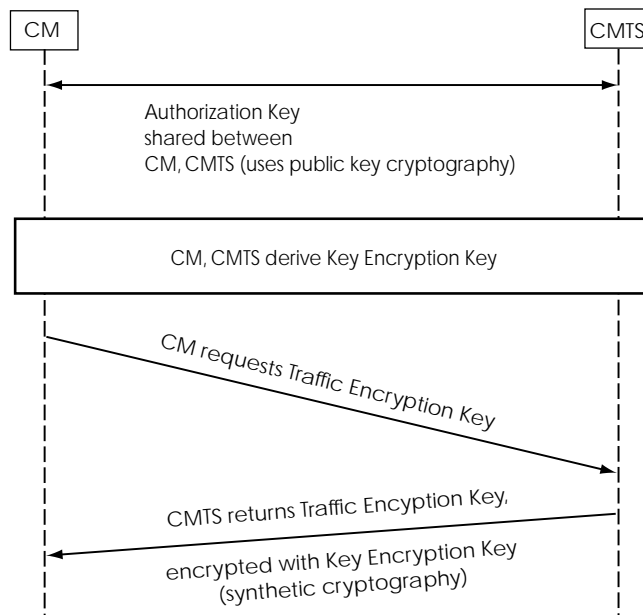 CM
CMTS
Authorization Key
shared between
CM, CMTS (uses public key cryptography)
CM, CMTS derive Key Encryption Key
CM requests Traffic Encryption Key
CMTS returns Traffic Encyption Key,
encrypted with Key Encryption Key
(synthetic cryptography)